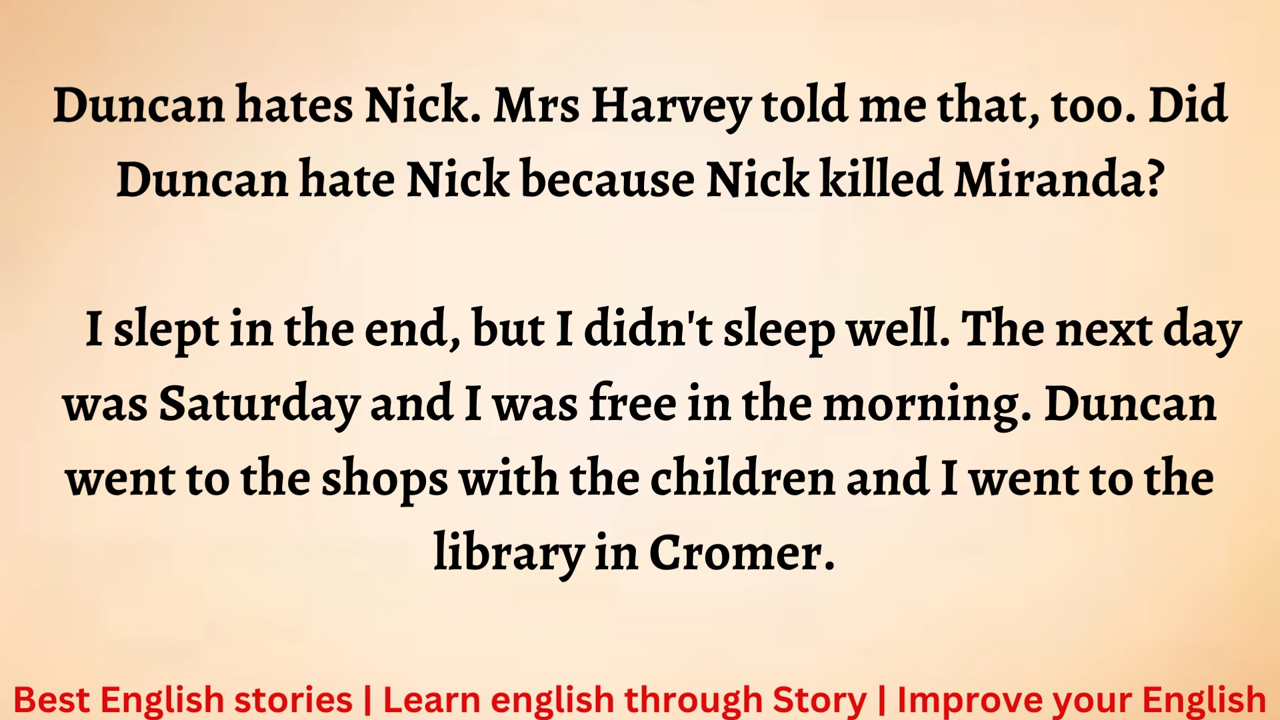 Duncan hates Nick. Mrs Harvey told me that, too. Did
Duncan hate Nick because Nick killed Miranda?
I slept in the end, but I didn't sleep well. The next day
was Saturday and I was free in the morning. Duncan
went to the shops with the children and I went to the
library in Cromer.
Best English stories | Learn english through Story | Improve your English